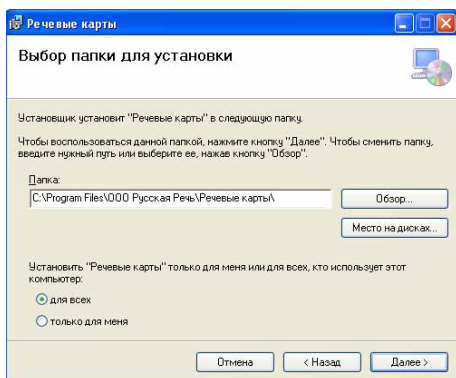 Речевые карты
Выбор папки для установки
Установщик установит "Речевые карты" в следующую папку.
Чтобы воспользоваться данной папкой, нажмите кнопку "Далее". Чтобы сменить папку,
введите нужный путь или выберите ее, нажав кнопку "Обзор".
Папка:
C:\Program Files\ООО Русская Речь\Речевые карты\
Обзор...
Место на дисках...
Установить "Речевые карты" только для меня или для всех, кто использует этот
компьютер:
для всех
только для меня
Отмена
< Назад
Далее >